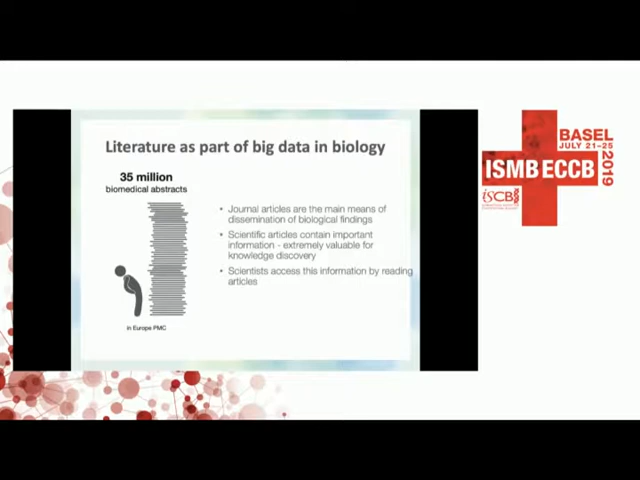 Literature as part of big data in biology
35 million
biomedical abstracts
• Journal articles are the main means of
dissemination of biological findings
• Scientific articles contain important
information - extremely valuable for
knowledge discovery
• Scientists access this information by reading
articles
in Europe PMC
BASEL
JULY 21-25
2019
ISMB ECCB
ISCB